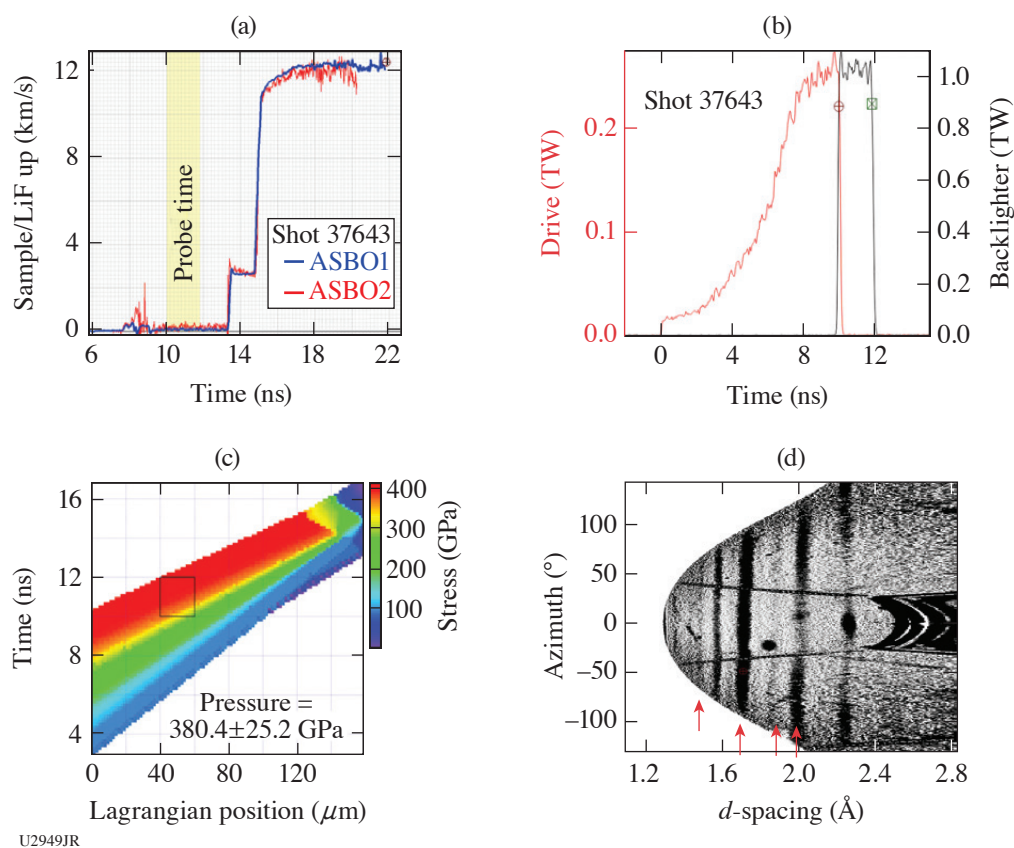 (a)
12
8
4
0
Sample/LiF up (km/s)
Probe time
Shot 37643
ASBO1
ASBO2
6
10
14
18
22
Time (ns)
(b)
0.2
0.1
0.0
Drive (TW)
Shot 37643
1.0
0.8
0.6
0.4
0.2
0.0
Backlighter (TW)
0
4
8
12
Time (ns)
(c)
16
12
8
4
Time (ns)
Pressure =
380.4±25.2 GPa
400
300
200
100
Stress (GPa)
0
40
80
120
Lagrangian position (μm)
(d)
100
50
0
–50
–100
Azimuth (°)
1.2
1.6
2.0
2.4
2.8
d-spacing (Å)
U2949JR